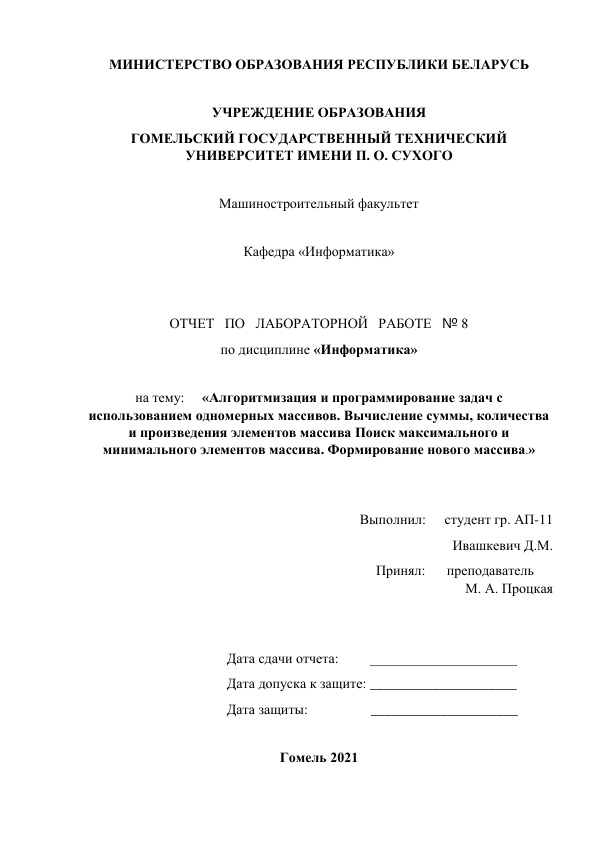 МИНИСТЕРСТВО ОБРАЗОВАНИЯ РЕСПУБЛИКИ БЕЛАРУСЬ
УЧРЕЖДЕНИЕ ОБРАЗОВАНИЯ
ГОМЕЛЬСКИЙ ГОСУДАРСТВЕННЫЙ ТЕХНИЧЕСКИЙ
УНИВЕРСИТЕТ ИМЕНИ П. О. СУХОГО
Машиностроительный факультет
Кафедра «Информатика»
ОТЧЕТ ПО ЛАБОРАТОРНОЙ РАБОТЕ № 8
по дисциплине «Информатика»
на тему: «Алгоритмизация и программирование задач с
использованием одномерных массивов. Вычисление суммы, количества
и произведения элементов массива Поиск максимального и
минимального элементов массива. Формирование нового массива.»
Выполнил: студент гр. АП-11
Ивашкевич Д.М.
Принял: преподаватель
М. А. Процкая
Дата сдачи отчета: _____________________
Дата допуска к защите: _____________________
Дата защиты: _____________________
Гомель 2021